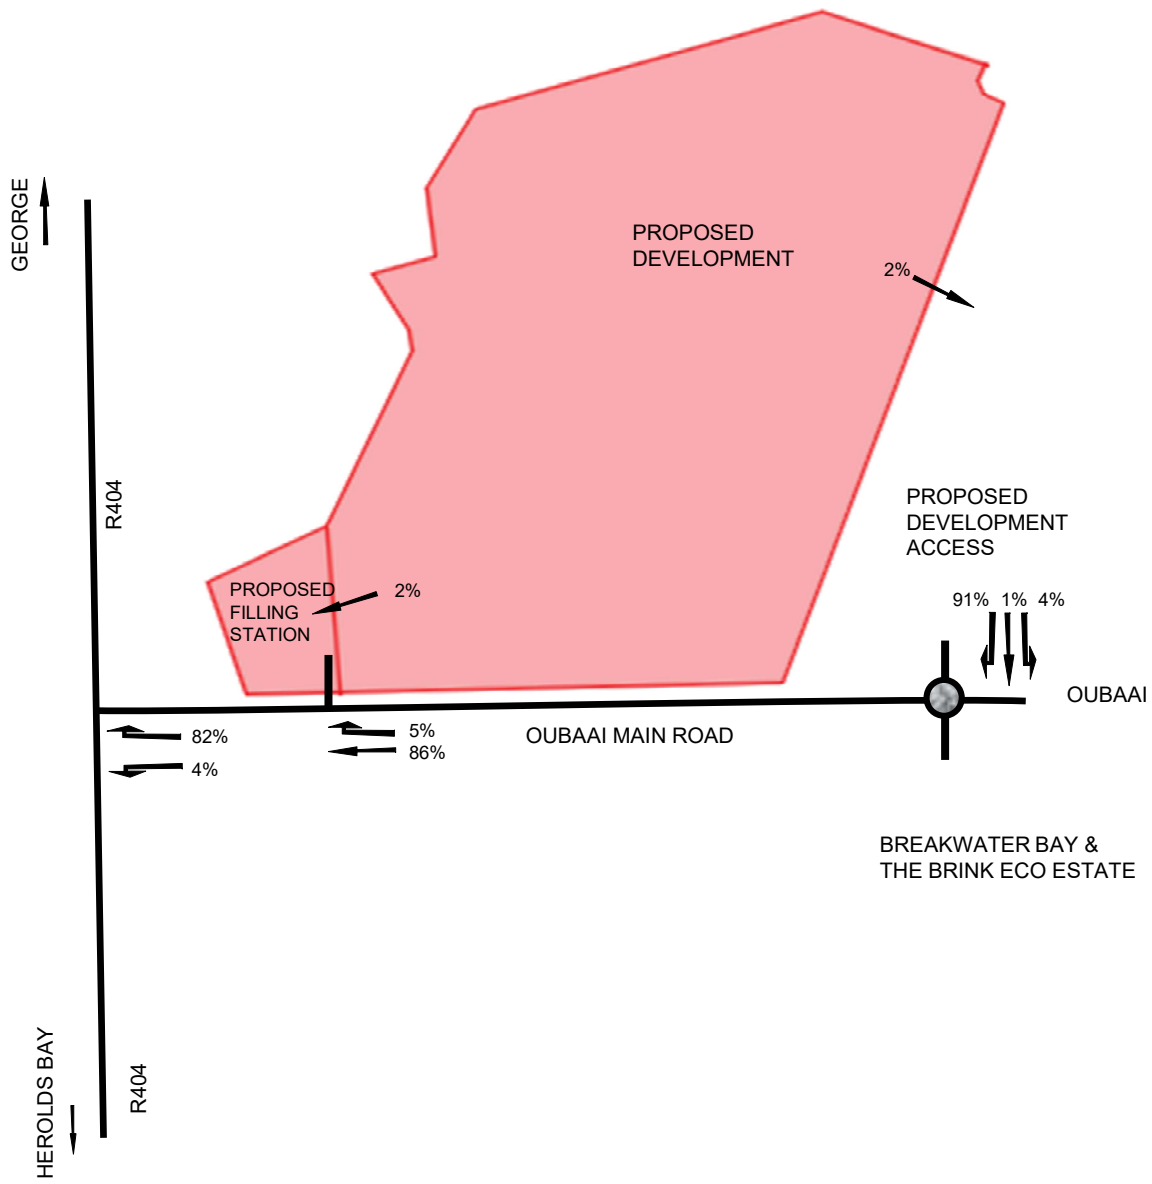 GEORGE
PROPOSED
DEVELOPMENT
2%
R404
PROPOSED
DEVELOPMENT
ACCESS
PROPOSED
FILLING
STATION
2%
91% 1% 4%
OUBAAI
82%
4%
5%
86%
OUBAAI MAIN ROAD
BREAKWATER BAY &
THE BRINK ECO ESTATE
HEROLDS BAY
R404